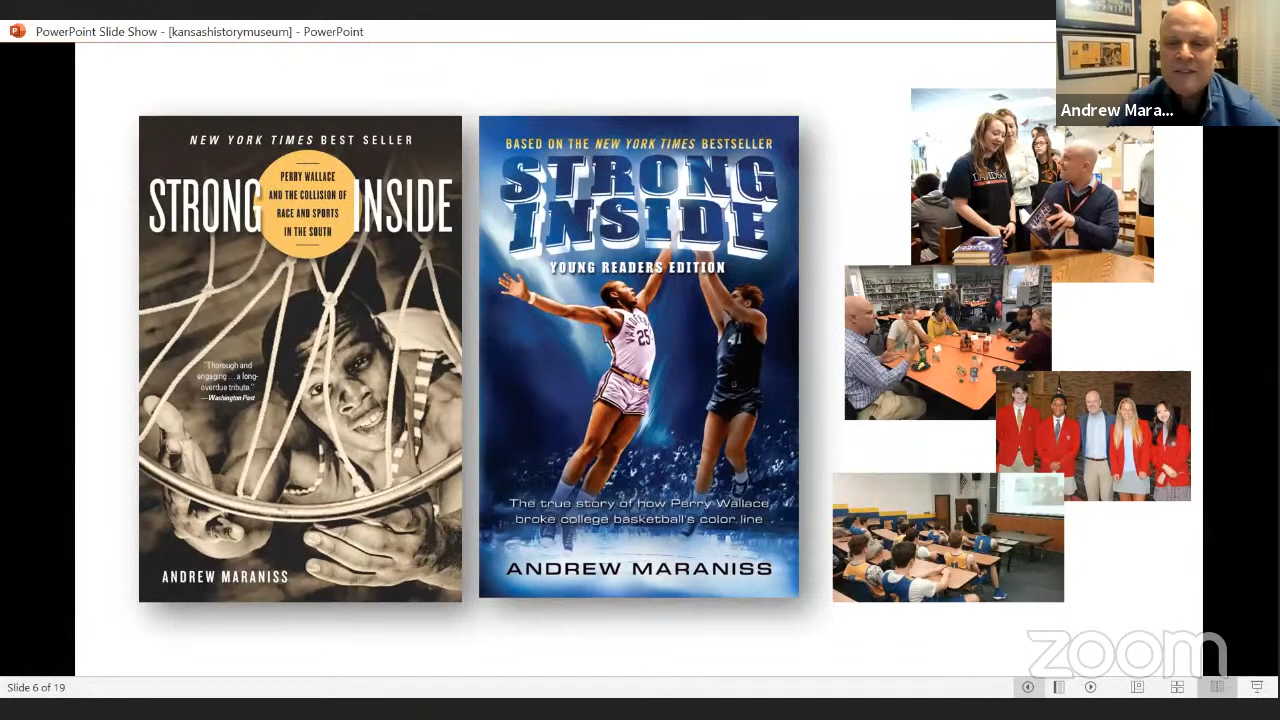 PowerPoint Slide Show - [kansashistorymuseum] - PowerPoint
Andrew Mara...
NEW YORK TIMES BEST SELLER
STRONG INSIDE
PERRY WALLACE
AND THE COLLISION OF
RACE AND SPORTS
IN THE SOUTH
"Thorough and
engaging . . . a long-
overdue tribute."
—Washington Post
ANDREW MARANISS
BASED ON THE NEW YORK TIMES BESTSELLER
STRONG
INSIDE
YOUNG READERS EDITION
25
The true story of how Perry Wallace
broke college basketball's color line
ANDREW MARANISS
DAVIDSON
zoom
Slide 6 of 19